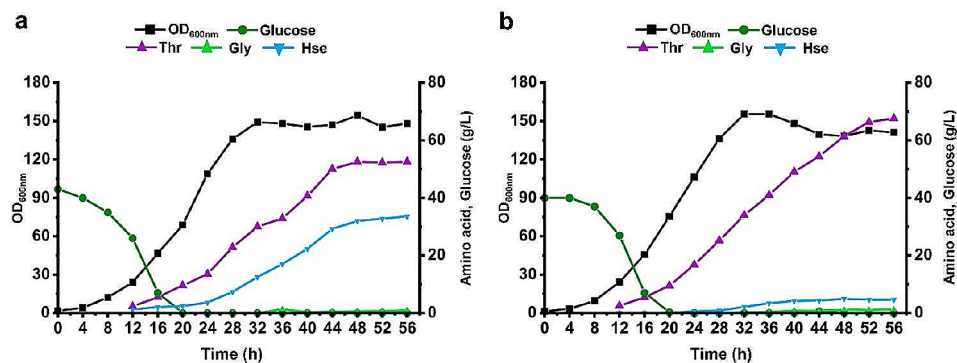 a
OD600nm Glucose
Thr Gly Hse
180 80
150
60
120
90 40
60
20
30
0 0
0 4 8 12 16 20 24 28 32 36 40 44 48 52 56
Time (h)
OD600nm
Amino acid, Glucose (g/L)
b
OD600nm Glucose
Thr Gly Hse
180 80
150
60
120
90 40
60
20
30
0 0
0 4 8 12 16 20 24 28 32 36 40 44 48 52 56
Time (h)
OD600nm
Amino acid, Glucose (g/L)